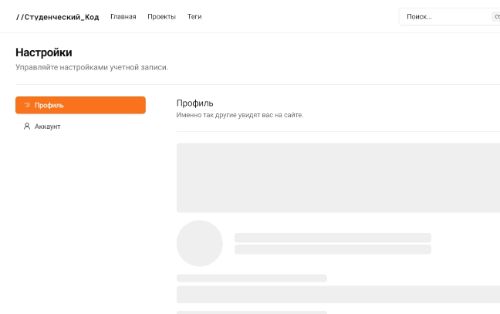 //Студенческий_Код
Главная
Проекты
Теги
Поиск...
Настройки
Управляйте настройками учетной записи.
Профиль
Аккаунт
Профиль
Именно так другие увидят вас на сайте.